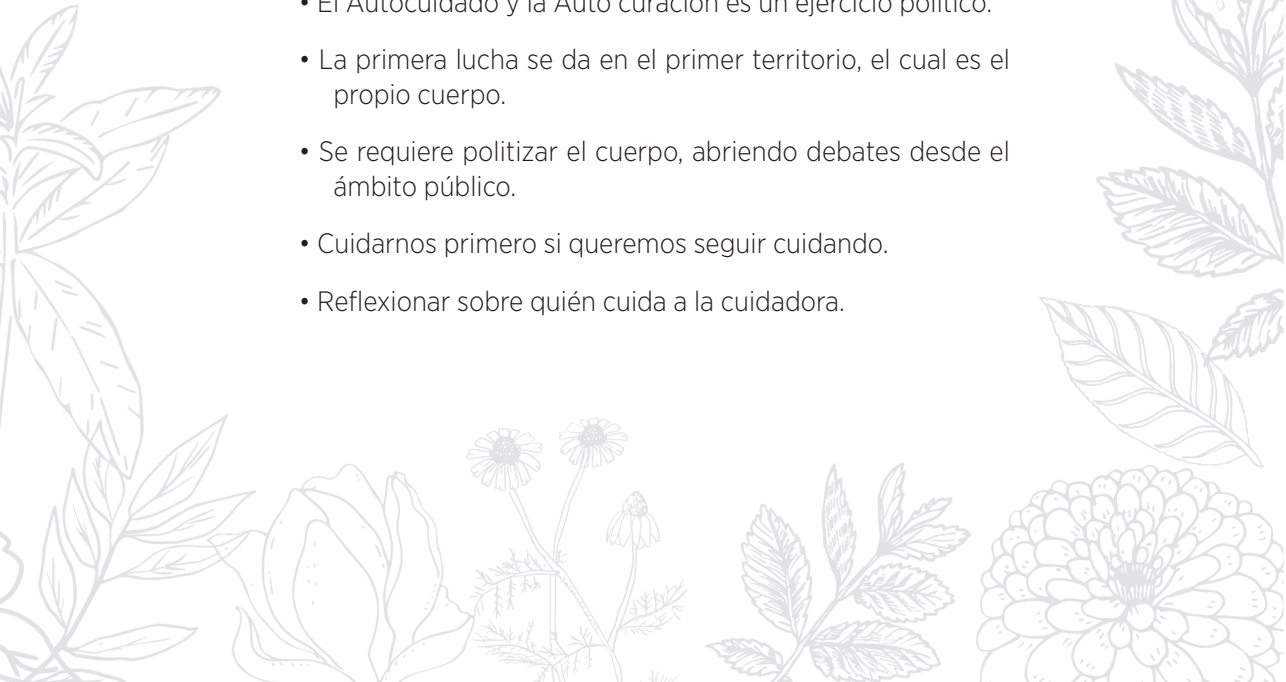 • El Autocuidado y la Auto curación es un ejercicio político.
• La primera lucha se da en el primer territorio, el cual es el
propio cuerpo.
• Se requiere politizar el cuerpo, abriendo debates desde el
ámbito público.
• Cuidarnos primero si queremos seguir cuidando.
• Reflexionar sobre quién cuida a la cuidadora.